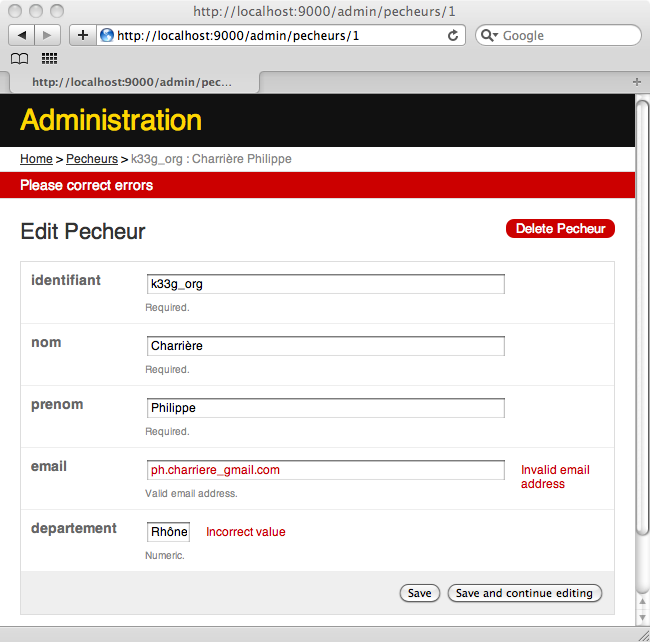 http://localhost:9000/admin/pecheurs/1
http://localhost:9000/admin/pecheurs/1
Google
http://localhost:9000/admin/pec...
Administration
Home > Pecheurs > k33g_org : Charrière Philippe
Please correct errors
Edit Pecheur
Delete Pecheur
identifiant
k33g_org
Required.
nom
Charrière
Required.
prenom
Philippe
Required.
email
ph.charriere_gmail.com
Invalid email
address
Valid email address.
departement
Rhône
Incorrect value
Numeric.
Save
Save and continue editing